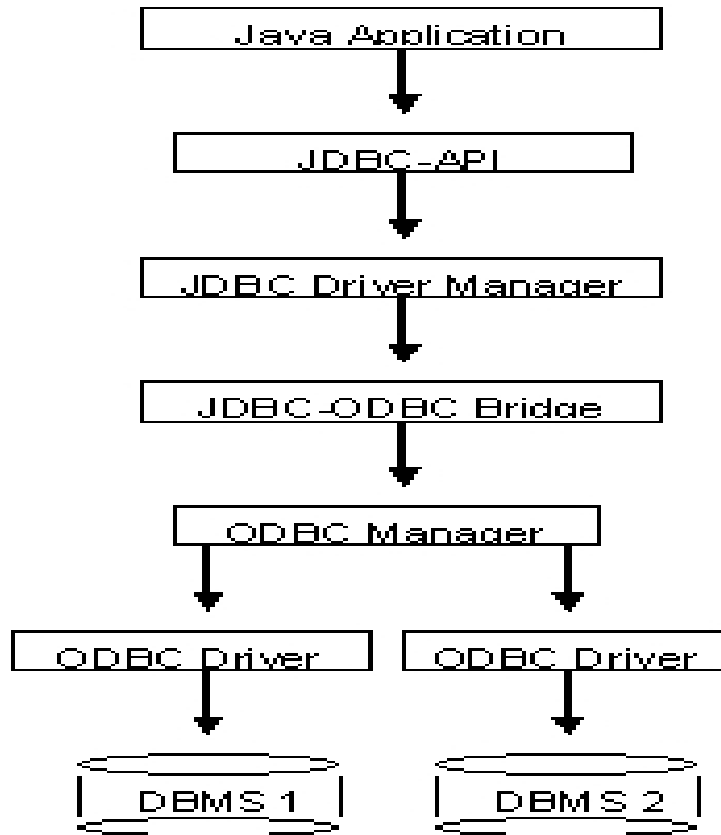 Java Application
JDBC-API
JDBC Driver Manager
JDBC-ODBC Bridge
ODBC Manager
ODBC Driver
ODBC Driver
DBMS 1
DBMS 2